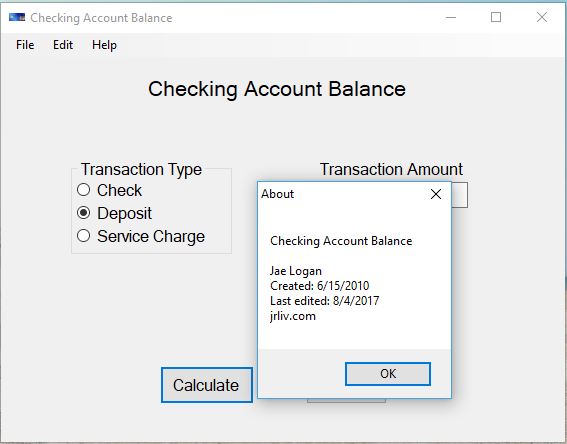 Checking Account Balance
File Edit Help
Checking Account Balance
Transaction Type
Check
Deposit
Service Charge
Transaction Amount
About
Checking Account Balance
Jae Logan
Created: 6/15/2010
Last edited: 8/4/2017
jrliv.com
OK
Calculate